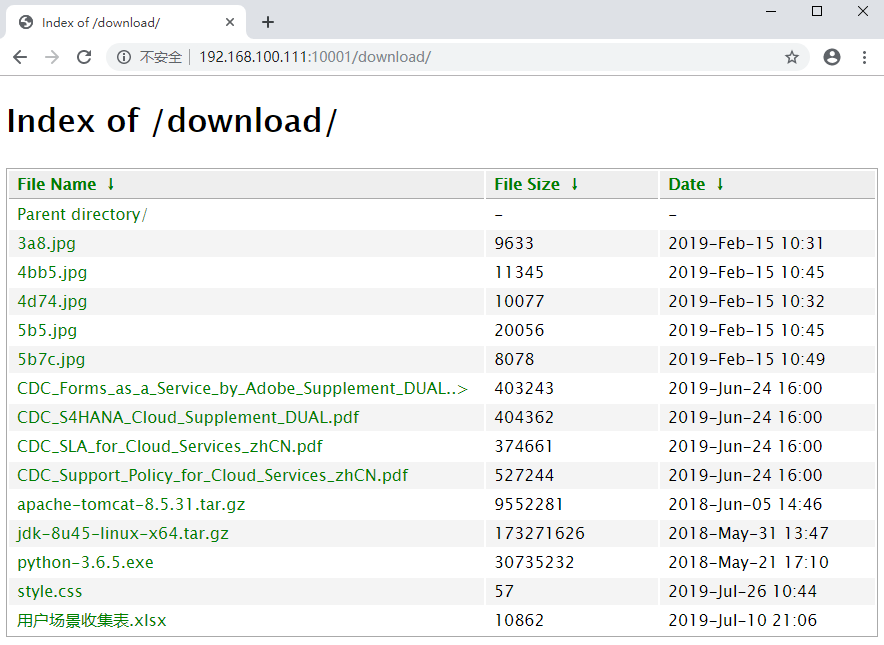 Index of /download/
不安全 192.168.100.111:10001/download/
Index of /download/
File Name ↓ File Size ↓ Date ↓
Parent directory/ - -
3a8.jpg 9633 2019-Feb-15 10:31
4bb5.jpg 11345 2019-Feb-15 10:45
4d74.jpg 10077 2019-Feb-15 10:32
5b5.jpg 20056 2019-Feb-15 10:45
5b7c.jpg 8078 2019-Feb-15 10:49
CDC_Forms_as_a_Service_by_Adobe_Supplement_DUAL..> 403243 2019-Jun-24 16:00
CDC_S4HANA_Cloud_Supplement_DUAL.pdf 404362 2019-Jun-24 16:00
CDC_SLA_for_Cloud_Services_zhCN.pdf 374661 2019-Jun-24 16:00
CDC_Support_Policy_for_Cloud_Services_zhCN.pdf 527244 2019-Jun-24 16:00
apache-tomcat-8.5.31.tar.gz 9552281 2018-Jun-05 14:46
jdk-8u45-linux-x64.tar.gz 173271626 2018-May-31 13:47
python-3.6.5.exe 30735232 2018-May-21 17:10
style.css 57 2019-Jul-26 10:44
用户场景收集表.xlsx 10862 2019-Jul-10 21:06